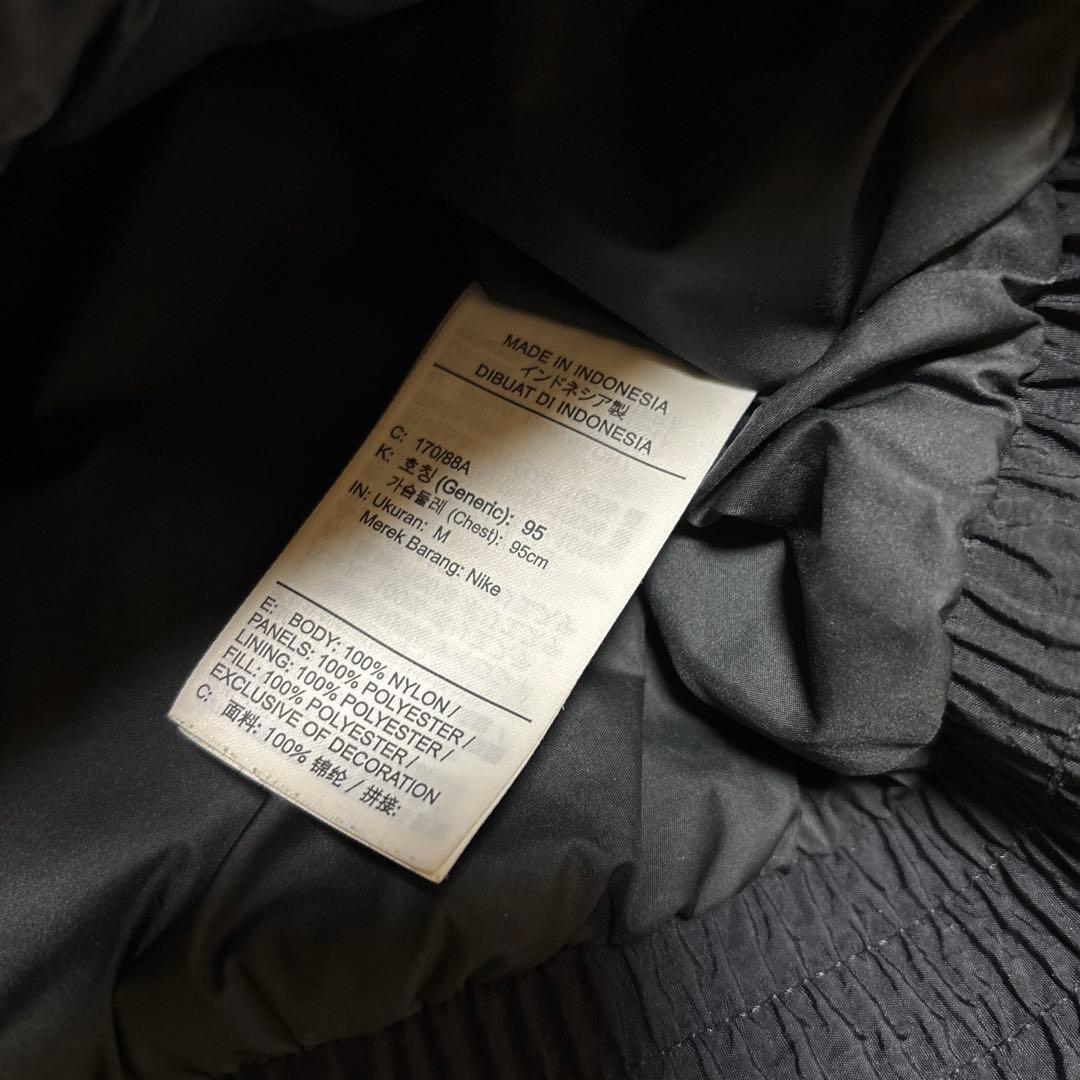 MADE IN INDONESIA
インドネシア製
DIBUAT DI INDONESIA
C: 170/88A
K: 호칭 (Generic): 95
가슴둘레 (Chest): 95cm
IN: Ukuran: M
Merek Barang: Nike
E: BODY: 100% NYLON /
PANELS: 100% POLYESTER /
LINING: 100% POLYESTER /
FILL: 100% POLYESTER /
EXCLUSIVE OF DECORATION
C: 面料: 100% 锦纶 / 拼接: